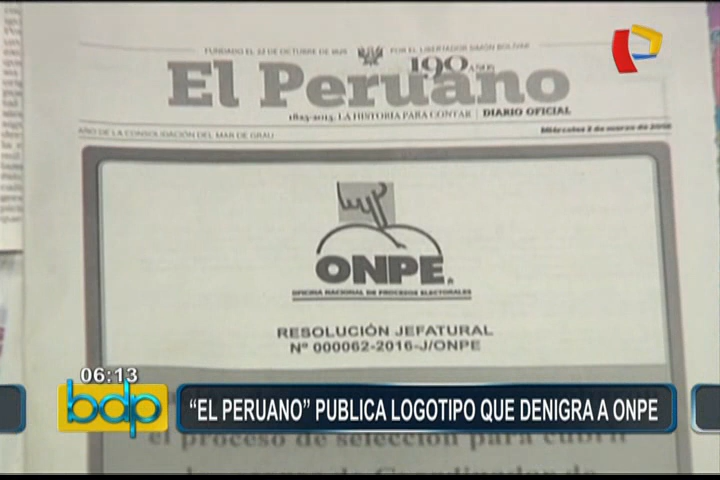 FUNDADO EL 22 DE OCTUBRE DE 1825 POR EL LIBERTADOR SIMÓN BOLÍVAR
190 AÑOS
El Peruano
1825-2015. LA HISTORIA PARA CONTAR | DIARIO OFICIAL
AÑO DE LA CONSOLIDACIÓN DEL MAR DE GRAU
Miércoles 2 de marzo de 2016
ONPE
OFICINA NACIONAL DE PROCESOS ELECTORALES
RESOLUCIÓN JEFATURAL
Nº 000062-2016-J/ONPE
06:13
bdp
“EL PERUANO” PUBLICA LOGOTIPO QUE DENIGRA A ONPE
el proceso de selección para cubrir